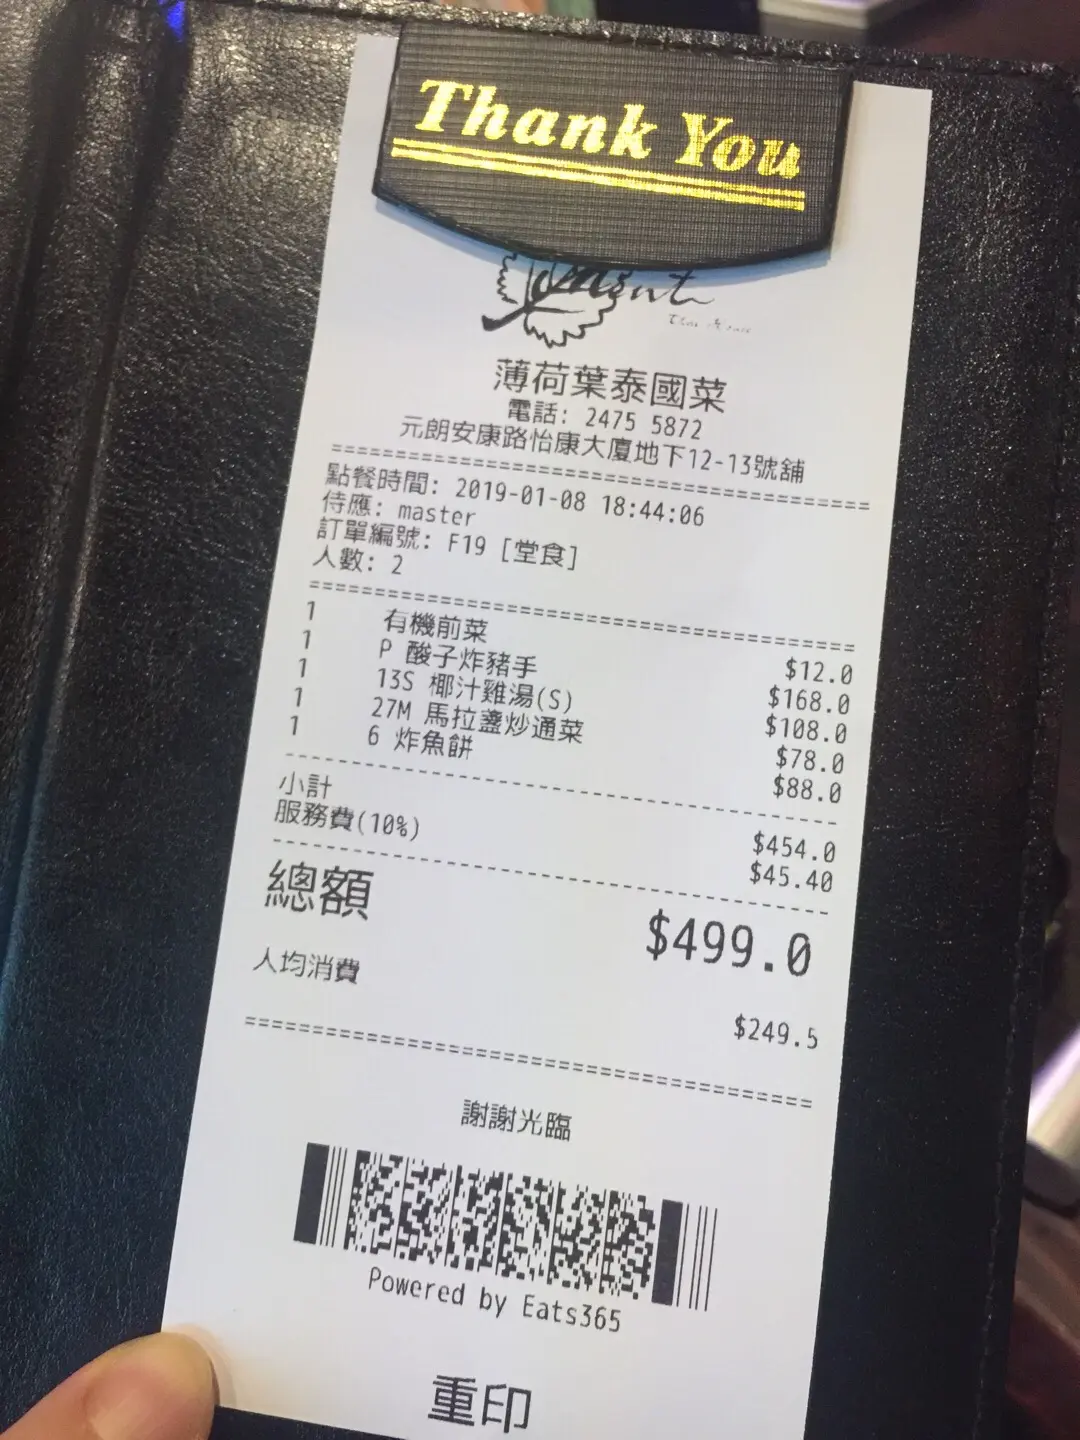 Thank You
Mint
Thai House
薄荷葉泰國菜
電話: 2475 5872
元朗安康路怡康大廈地下12-13號舖
點餐時間: 2019-01-08 18:44:06
侍應: master
訂單編號: F19 [堂食]
人數: 2
1 有機前菜 $12.0
1 P 酸子炸豬手 $168.0
1 13S 椰汁雞湯(S) $108.0
1 27M 馬拉盞炒通菜 $78.0
1 6 炸魚餅 $88.0
小計 $454.0
服務費(10%) $45.40
總額 $499.0
人均消費 $249.5
謝謝光臨
Powered by Eats365
重印